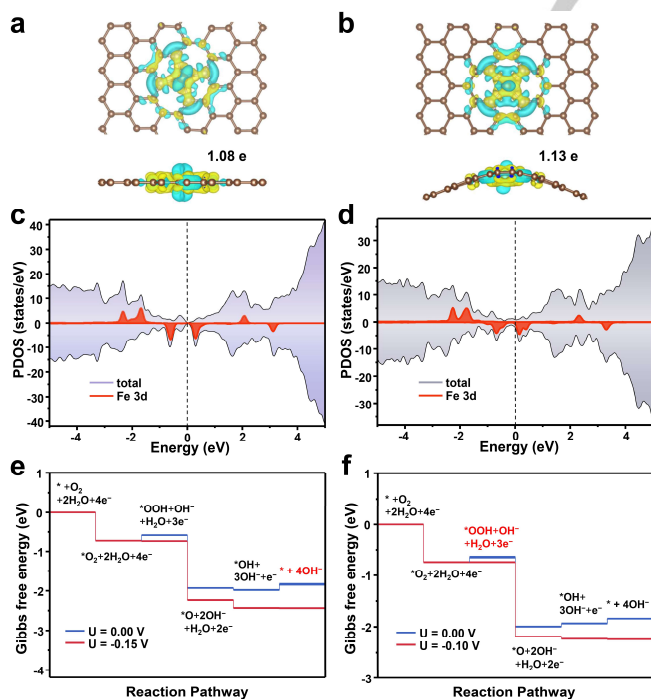 a
b
1.08 e
1.13 e
c
d
PDOS (states/eV)
40
30
20
10
0
-10
-20
-30
-40
total
Fe 3d
-4
-2
0
2
4
Energy (eV)
PDOS (states/eV)
40
30
20
10
0
-10
-20
-30
total
Fe 3d
-4
-2
0
2
4
Energy (eV)
e
f
Gibbs free energy (eV)
1
0
-1
-2
-3
-4
* +O₂
+2H₂O+4e⁻
*OOH+OH⁻
+H₂O+3e⁻
*O₂+2H₂O+4e⁻
*OH+
3OH⁻+e⁻
* + 4OH⁻
*O+2OH⁻
+H₂O+2e⁻
U = 0.00 V
U = -0.15 V
Reaction Pathway
Gibbs free energy (eV)
1
0
-1
-2
-3
* +O₂
+2H₂O+4e⁻
*OOH+OH⁻
+H₂O+3e⁻
*O₂+2H₂O+4e⁻
*OH+
3OH⁻+e⁻
* + 4OH⁻
*O+2OH⁻
+H₂O+2e⁻
U = 0.00 V
U = -0.10 V
Reaction Pathway